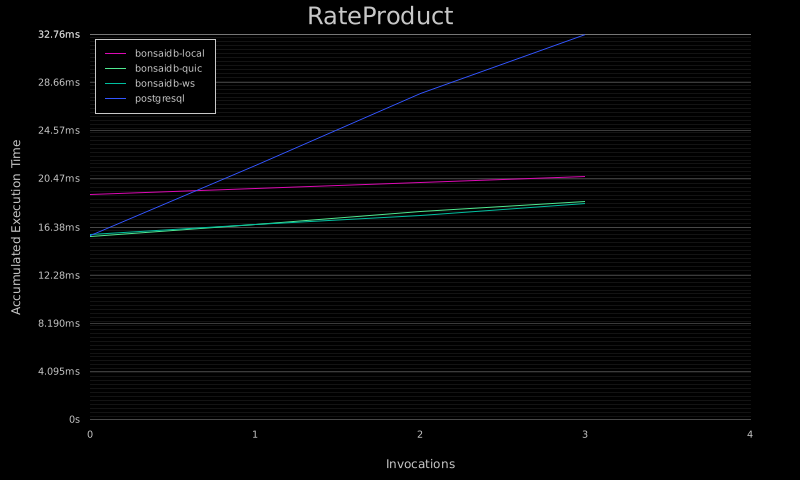 RateProduct
32.76ms
bonsaidb-local
bonsaidb-quic
bonsaidb-ws
postgresql
28.66ms
24.57ms
20.47ms
16.38ms
12.28ms
8.190ms
4.095ms
0s
Accumulated Execution Time
0 1 2 3 4
Invocations